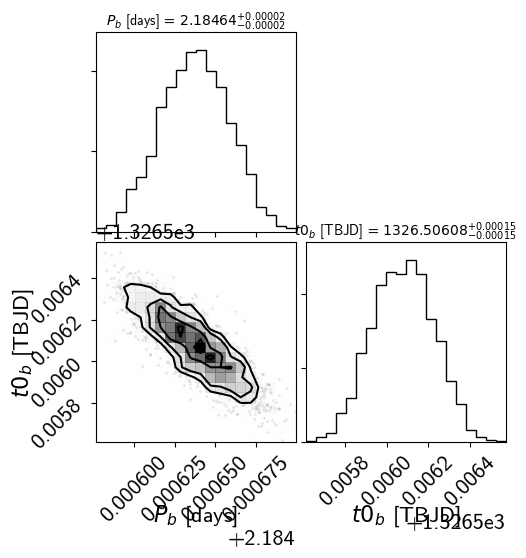 P_b [days] = 2.18464^{+0.00002}_{-0.00002}
+1.3265e3
t0_b [TBJD] = 1326.50608^{+0.00015}_{-0.00015}
t0_b [TBJD]
0.0064
0.0062
0.0060
0.0058
0.000600
0.000625
0.000650
0.000675
P_b [days]
+2.184
0.0058
0.0060
0.0062
0.0064
t0_b [TBJD]
+1.3265e3